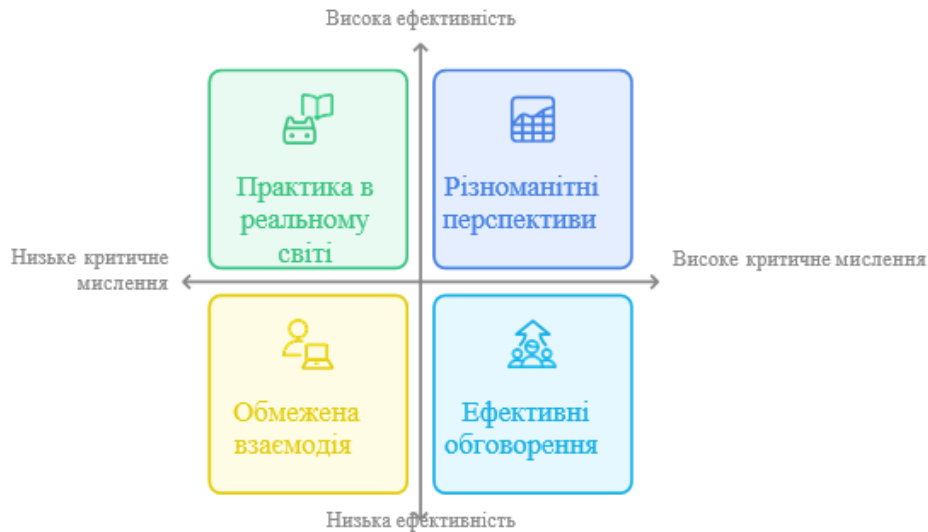 Висока ефективність
Практика в
реальному
світі
Різноманітні
перспективи
Низьке критичне
мислення
Високе критичне мислення
Обмежена
взаємодія
Ефективні
обговорення
Низька ефективність